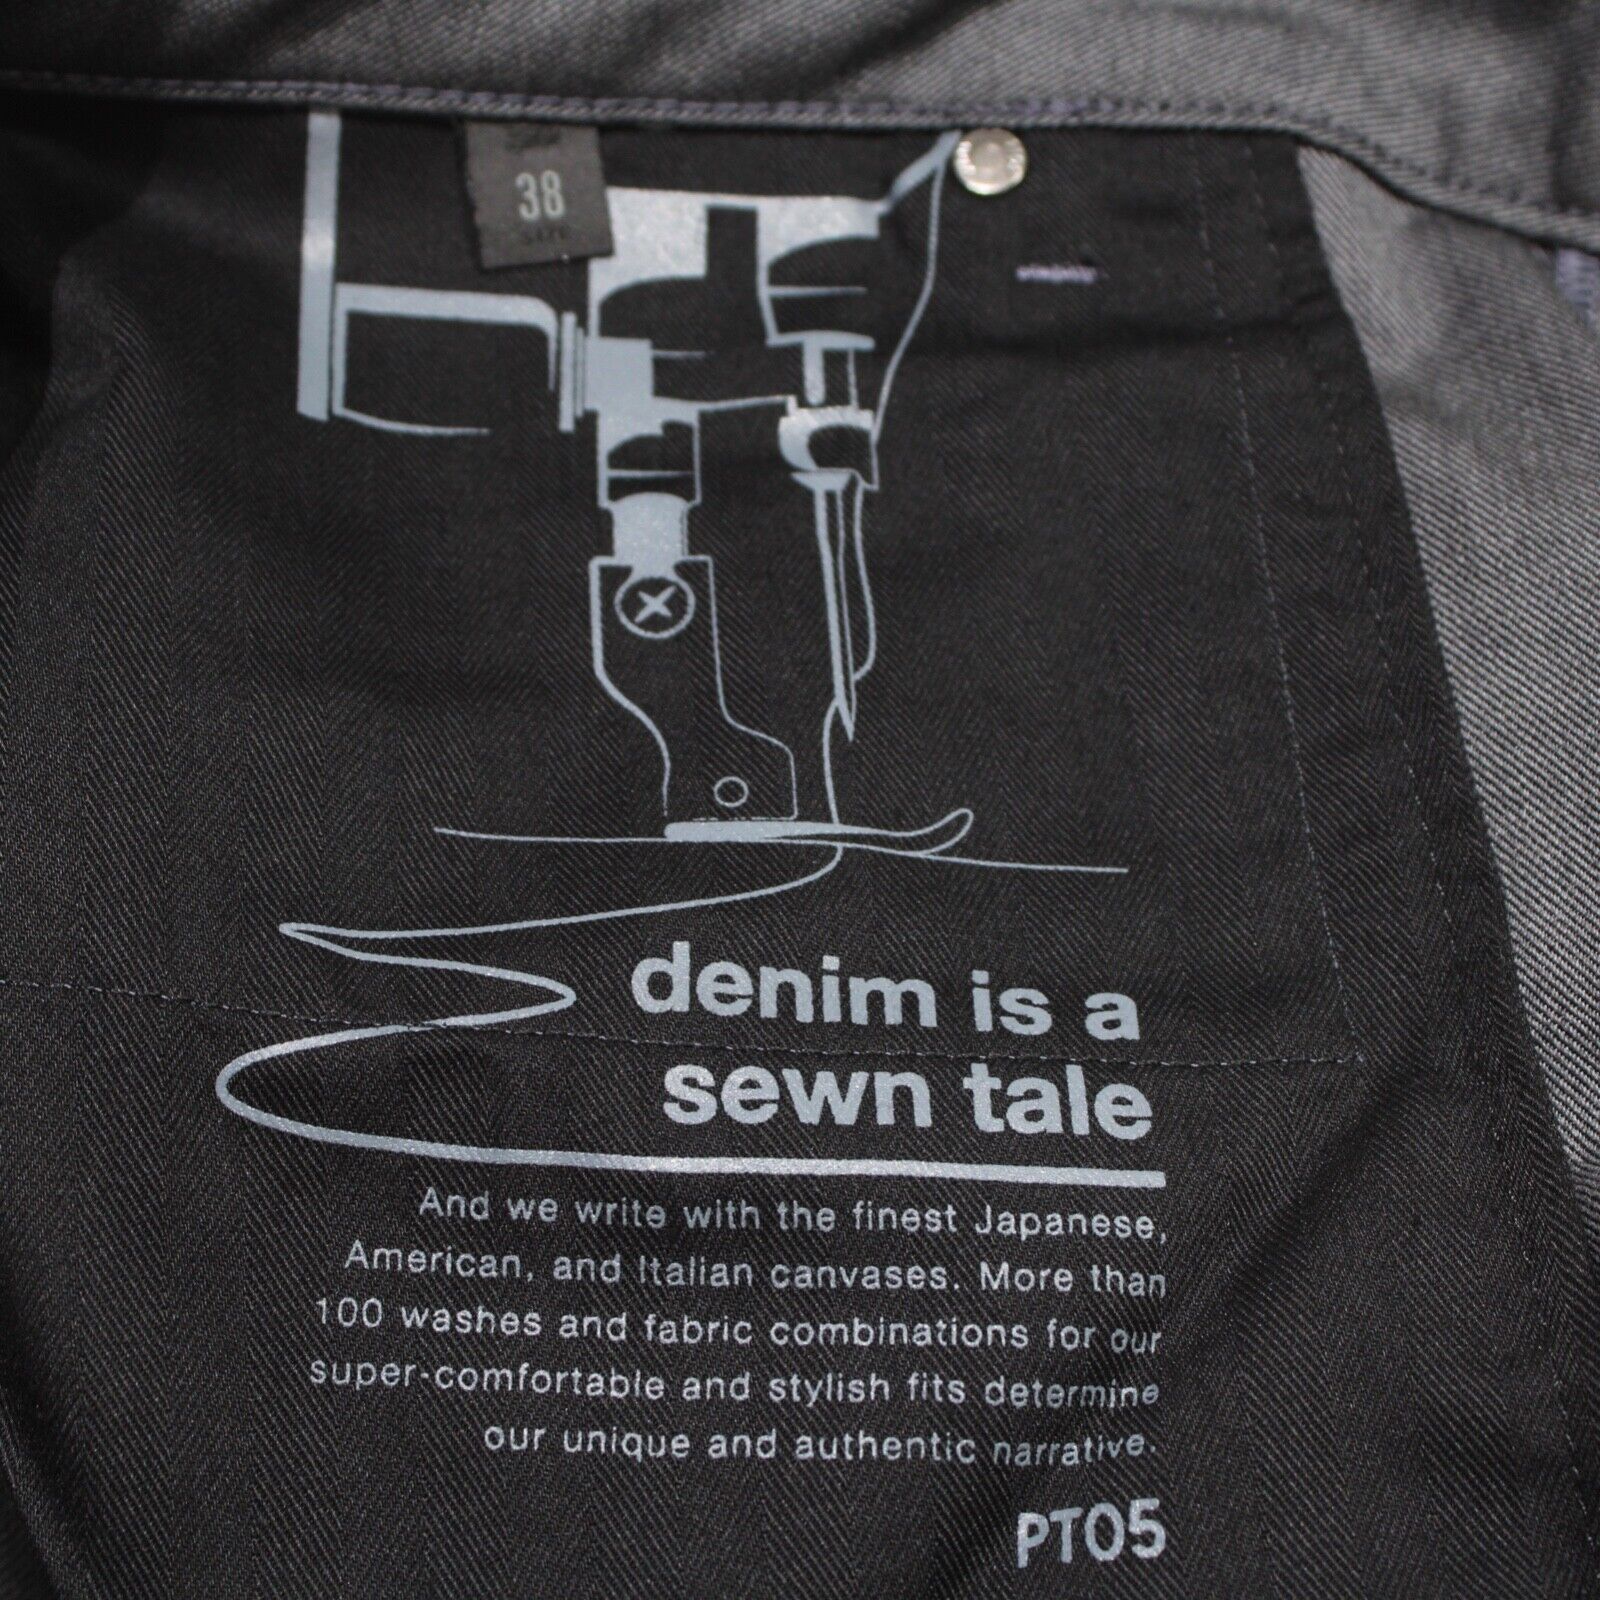 38
SIZE
denim is a
sewn tale
And we write with the finest Japanese,
American, and Italian canvases. More than
100 washes and fabric combinations for our
super-comfortable and stylish fits determine
our unique and authentic narrative.
PT05